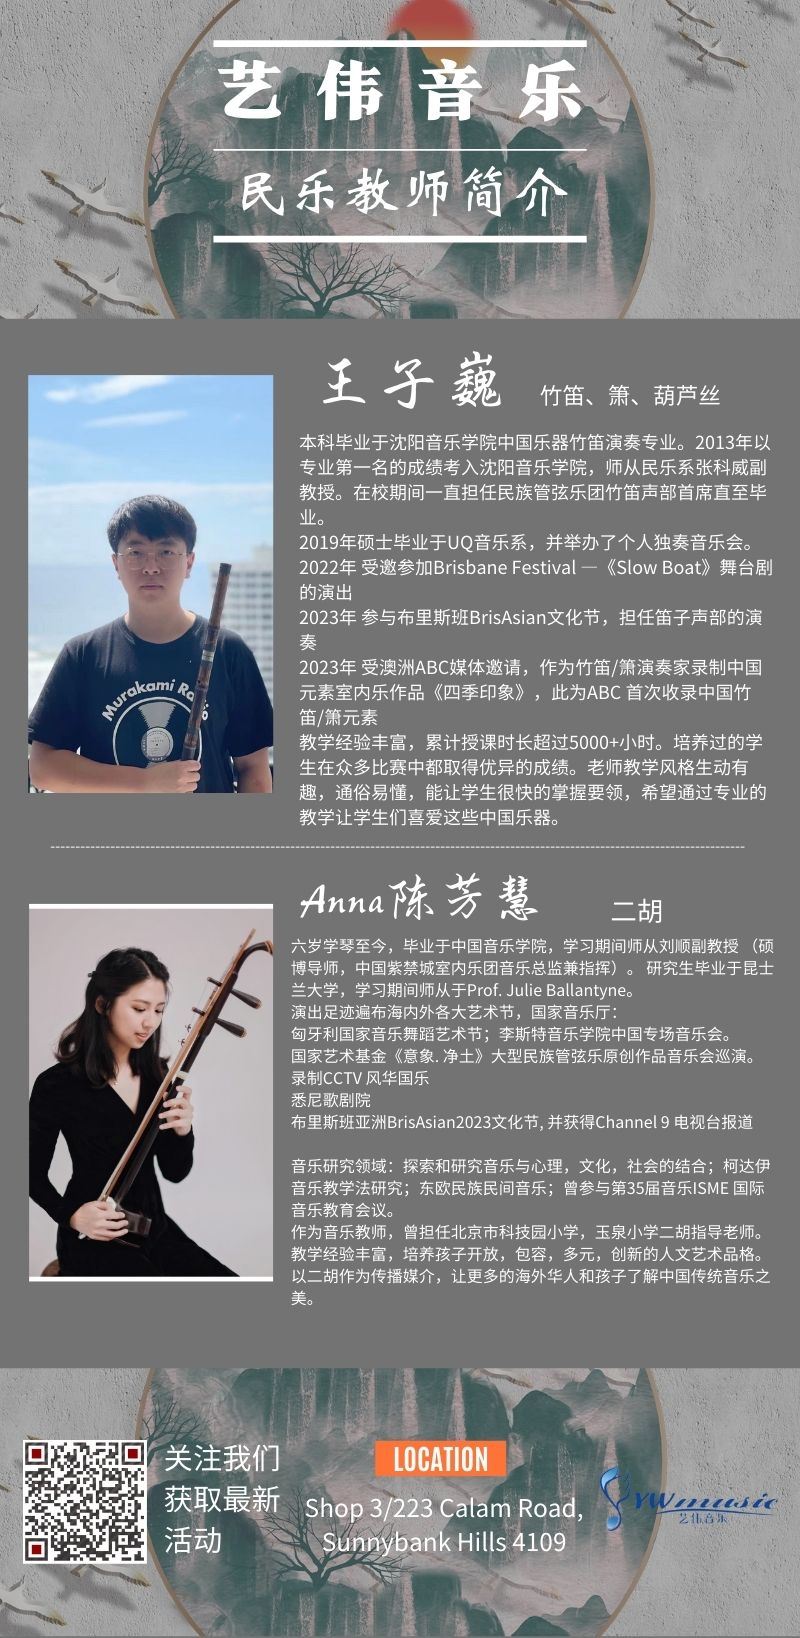 艺伟音乐
民乐教师简介
王子巍
竹笛、箫、葫芦丝
本科毕业于沈阳音乐学院中国乐器竹笛演奏专业。2013年以
专业第一名的成绩考入沈阳音乐学院，师从民乐系张科威副
教授。在校期间一直担任民族管弦乐团竹笛声部首席直至毕
业。
2019年硕士毕业于UQ音乐系，并举办了个人独奏音乐会。
2022年 受邀参加Brisbane Festival —《Slow Boat》舞台剧
的演出
2023年 参与布里斯班BrisAsian文化节，担任笛子声部的演
奏
2023年 受澳洲ABC媒体邀请，作为竹笛/箫演奏家录制中国
元素室内乐作品《四季印象》，此为ABC 首次收录中国竹
笛/箫元素
教学经验丰富，累计授课时长超过5000+小时。培养过的学
生在众多比赛中都取得优异的成绩。老师教学风格生动有
趣，通俗易懂，能让学生很快的掌握要领，希望通过专业的
教学让学生们喜爱这些中国乐器。
Murakami Radio
Anna陈芳慧
二胡
六岁学琴至今，毕业于中国音乐学院，学习期间师从刘顺副教授 （硕
博导师，中国紫禁城室内乐团音乐总监兼指挥）。 研究生毕业于昆士
兰大学，学习期间师从于Prof. Julie Ballantyne。
演出足迹遍布海内外各大艺术节，国家音乐厅：
匈牙利国家音乐舞蹈艺术节；李斯特音乐学院中国专场音乐会。
国家艺术基金《意象. 净土》大型民族管弦乐原创作品音乐会巡演。
录制CCTV 风华国乐
悉尼歌剧院
布里斯班亚洲BrisAsian2023文化节, 并获得Channel 9 电视台报道
音乐研究领域：探索和研究音乐与心理，文化，社会的结合；柯达伊
音乐教学法研究；东欧民族民间音乐；曾参与第35届音乐ISME 国际
音乐教育会议。
作为音乐教师，曾担任北京市科技园小学，玉泉小学二胡指导老师。
教学经验丰富，培养孩子开放，包容，多元，创新的人文艺术品格。
以二胡作为传播媒介，让更多的海外华人和孩子了解中国传统音乐之
美。
关注我们
获取最新
活动
LOCATION
Shop 3/223 Calam Road,
Sunnybank Hills 4109
YWmusic
艺伟音乐